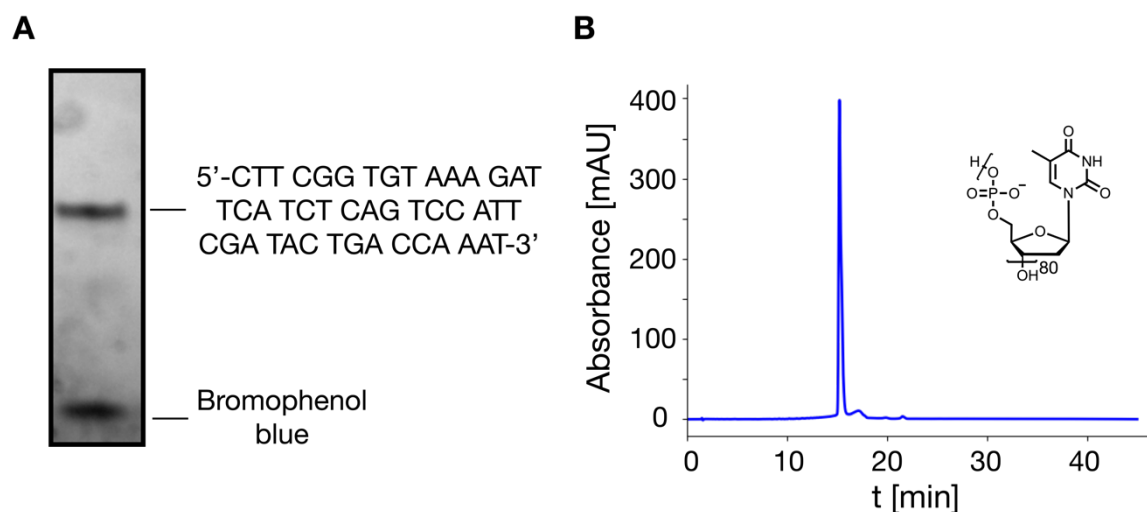 A
5’-CTT CGG TGT AAA GAT
TCA TCT CAG TCC ATT
CGA TAC TGA CCA AAT-3’
Bromophenol
blue
B
Absorbance [mAU]
400
300
200
100
0
0 10 20 30 40
t [min]
O
H
O
NH
O=P-O⁻
N
O
O
O
OH
80